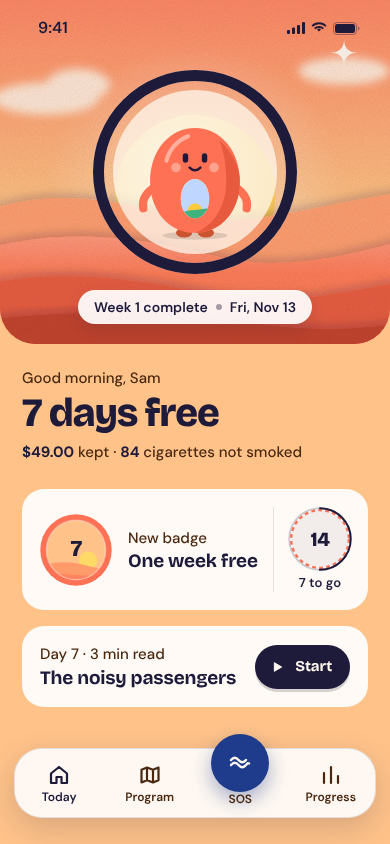 9:41
Week 1 complete • Fri, Nov 13
Good morning, Sam
7 days free
$49.00 kept · 84 cigarettes not smoked
7
New badge
One week free
14
7 to go
Day 7 · 3 min read
The noisy passengers
Start
Today
Program
SOS
Progress